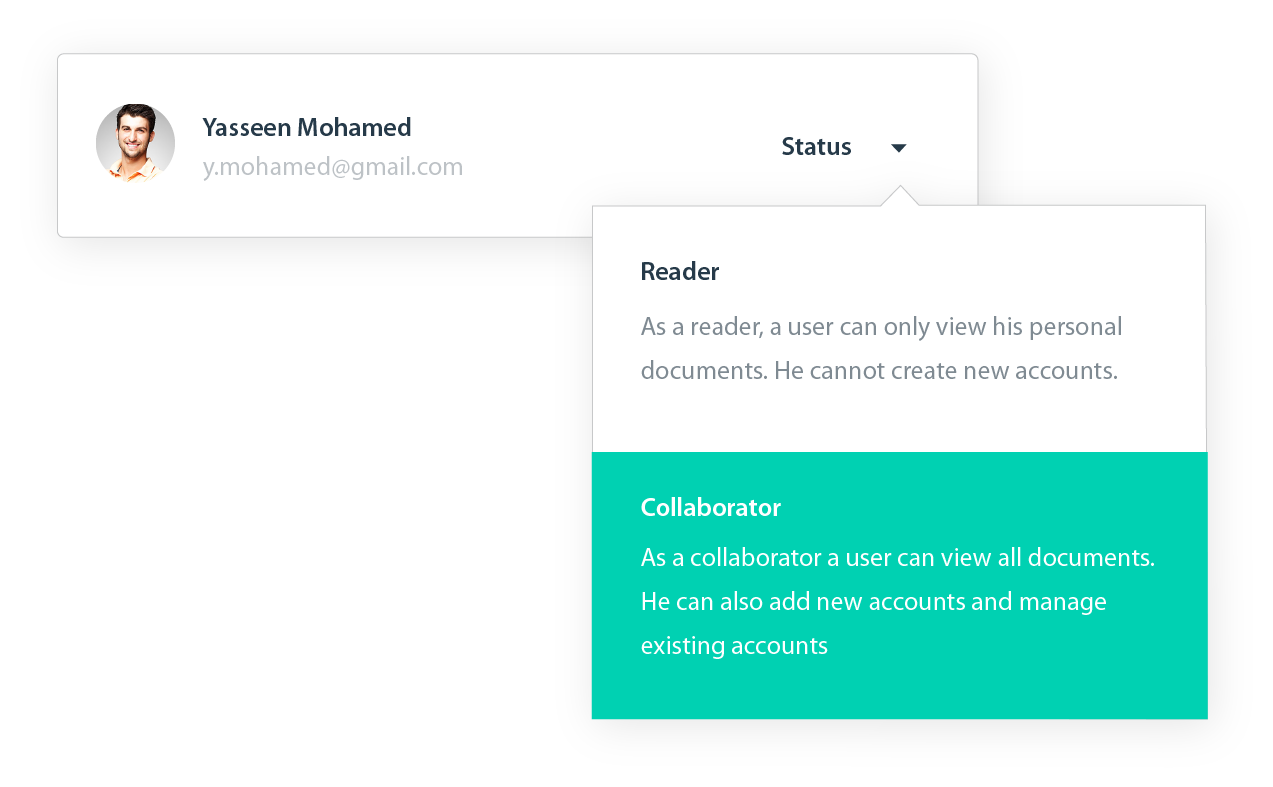 Yasseen Mohamed
y.mohamed@gmail.com
Status
Reader
As a reader, a user can only view his personal
documents. He cannot create new accounts.
Collaborator
As a collaborator a user can view all documents.
He can also add new accounts and manage
existing accounts